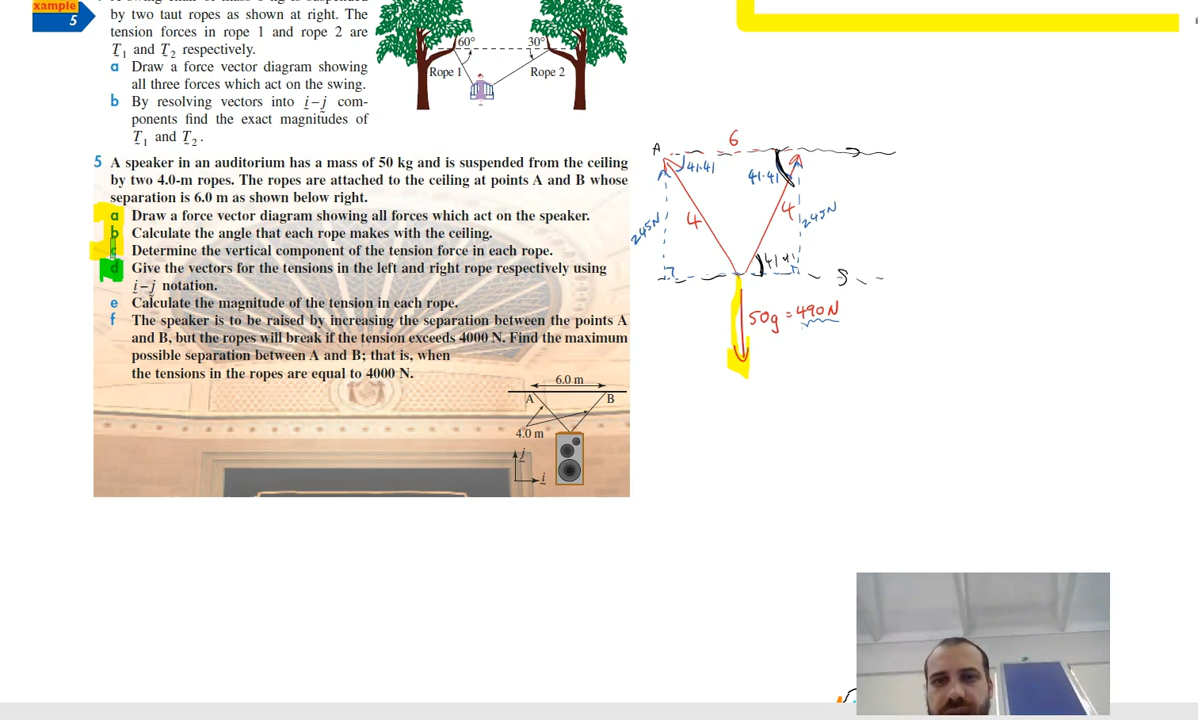 xample
5
by two taut ropes as shown at right. The
tension forces in rope 1 and rope 2 are
T1 and T2 respectively.
a Draw a force vector diagram showing
all three forces which act on the swing.
b By resolving vectors into i–j com-
ponents find the exact magnitudes of
T1 and T2.
60°
30°
Rope 1
Rope 2
5 A speaker in an auditorium has a mass of 50 kg and is suspended from the ceiling
by two 4.0-m ropes. The ropes are attached to the ceiling at points A and B whose
separation is 6.0 m as shown below right.
a Draw a force vector diagram showing all forces which act on the speaker.
b Calculate the angle that each rope makes with the ceiling.
c Determine the vertical component of the tension force in each rope.
d Give the vectors for the tensions in the left and right rope respectively using
i–j notation.
e Calculate the magnitude of the tension in each rope.
f The speaker is to be raised by increasing the separation between the points A
and B, but the ropes will break if the tension exceeds 4000 N. Find the maximum
possible separation between A and B; that is, when
the tensions in the ropes are equal to 4000 N.
6.0 m
A
B
4.0 m
j
i
A
6
41.41
41.41
4
4
245N
245N
50g = 490N